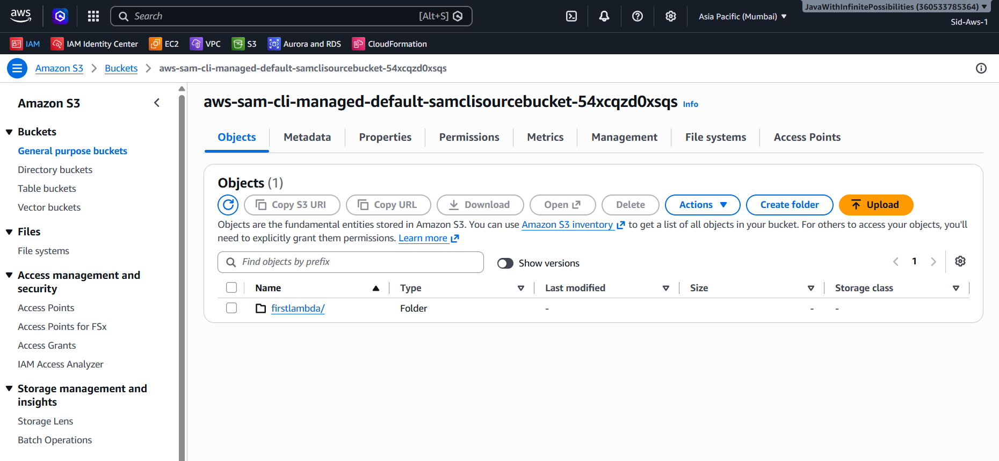 aws
Search
[Alt+S]
Asia Pacific (Mumbai)
JavaWithInfinitePossibilities (360533785364)
Sid-Aws-1
IAM
IAM Identity Center
EC2
VPC
S3
Aurora and RDS
CloudFormation
Amazon S3 > Buckets > aws-sam-cli-managed-default-samclisourcebucket-54xcqzd0xsqs
Amazon S3
Buckets
General purpose buckets
Directory buckets
Table buckets
Vector buckets
Files
File systems
Access management and
security
Access Points
Access Points for FSx
Access Grants
IAM Access Analyzer
Storage management and
insights
Storage Lens
Batch Operations
aws-sam-cli-managed-default-samclisourcebucket-54xcqzd0xsqs Info
Objects
Metadata
Properties
Permissions
Metrics
Management
File systems
Access Points
Objects (1)
Copy S3 URI
Copy URL
Download
Open
Delete
Actions
Create folder
Upload
Objects are the fundamental entities stored in Amazon S3. You can use Amazon S3 inventory to get a list of all objects in your bucket. For others to access your objects, you'll
need to explicitly grant them permissions. Learn more
Find objects by prefix
Show versions
1
Name
Type
Last modified
Size
Storage class
firstlambda/
Folder
-
-
-